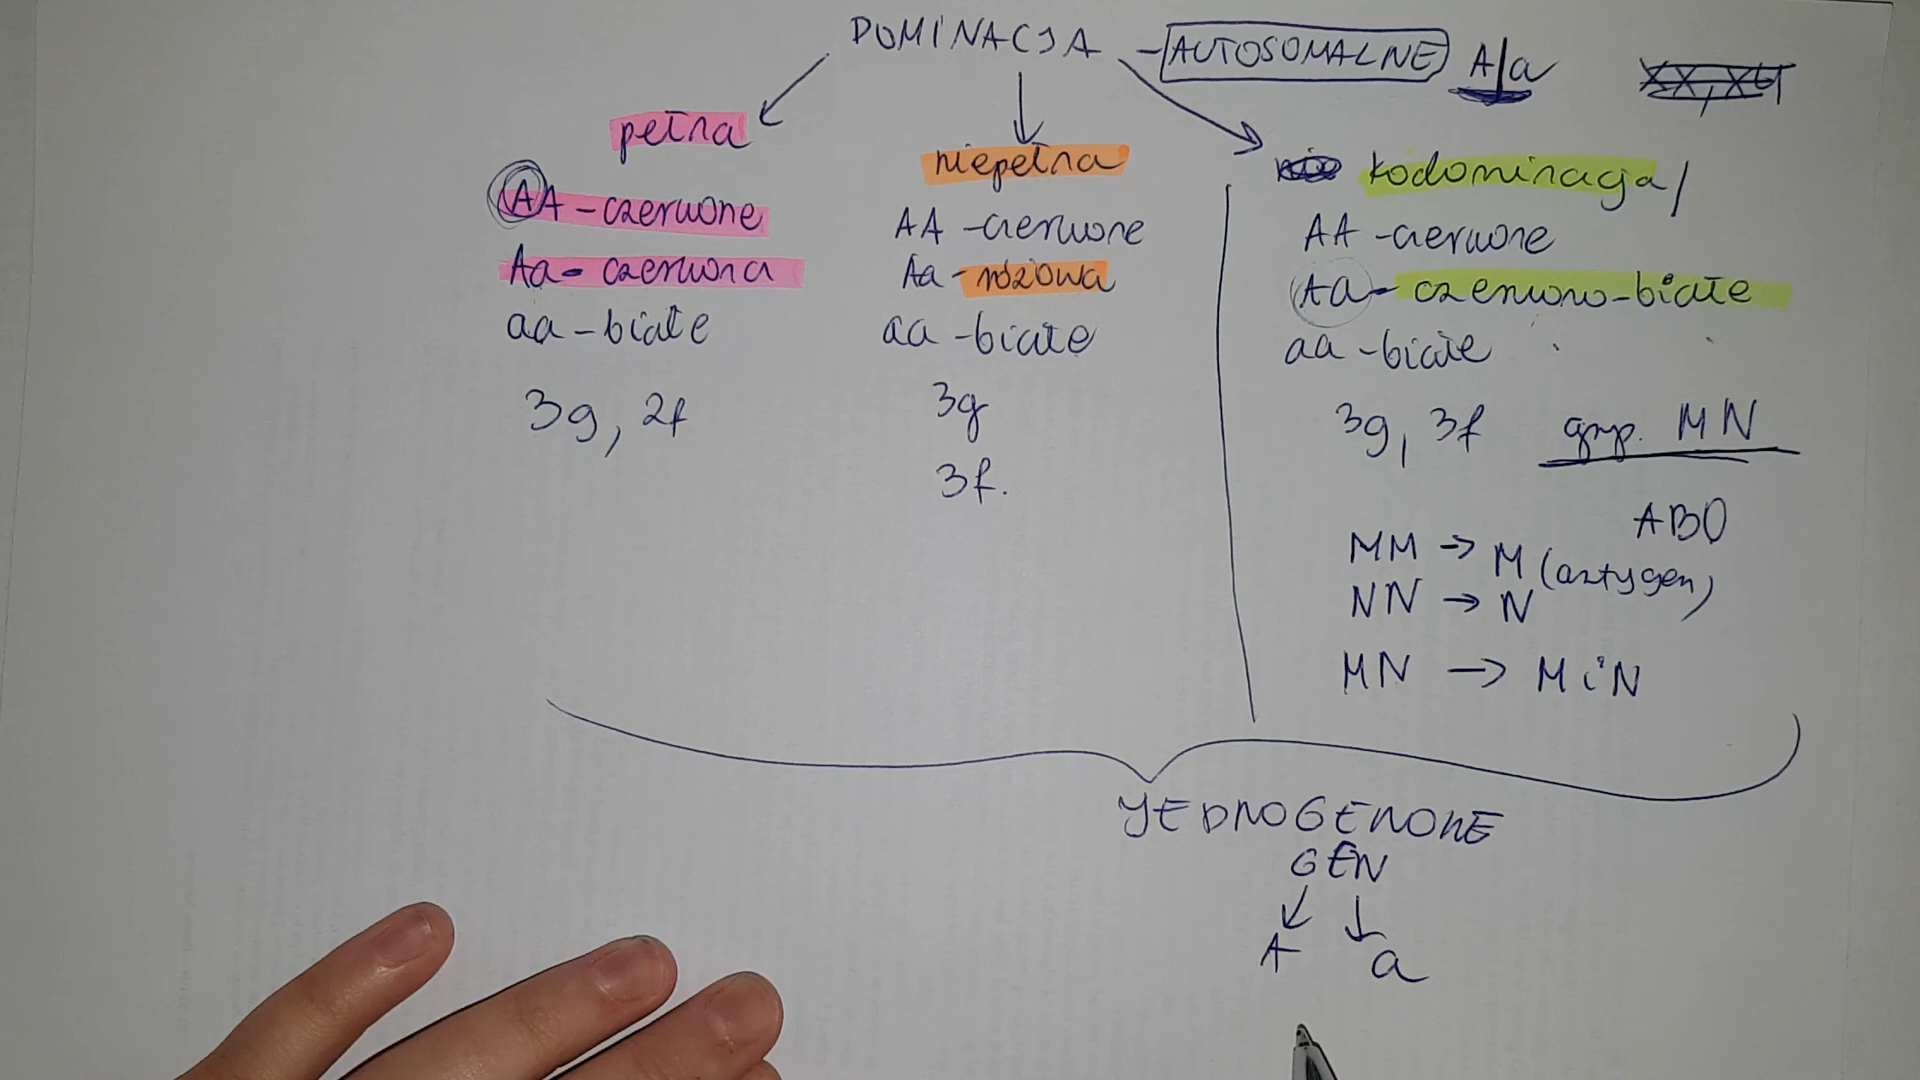 DOMINACJA - AUTOSOMALNE A/a
pełna
AA - czerwone
Aa - czerwona
aa - białe
3g, 2f
niepełna
AA - czerwone
Aa - różowa
aa - białe
3g
3f.
kodominacja /
AA - czerwone
Aa - czerwono-białe
aa - białe
3g, 3f grup. MN
ABO
MM → M (antygen)
NN → N
MN → M i N
JEDNOGENOWE
GEN
A a